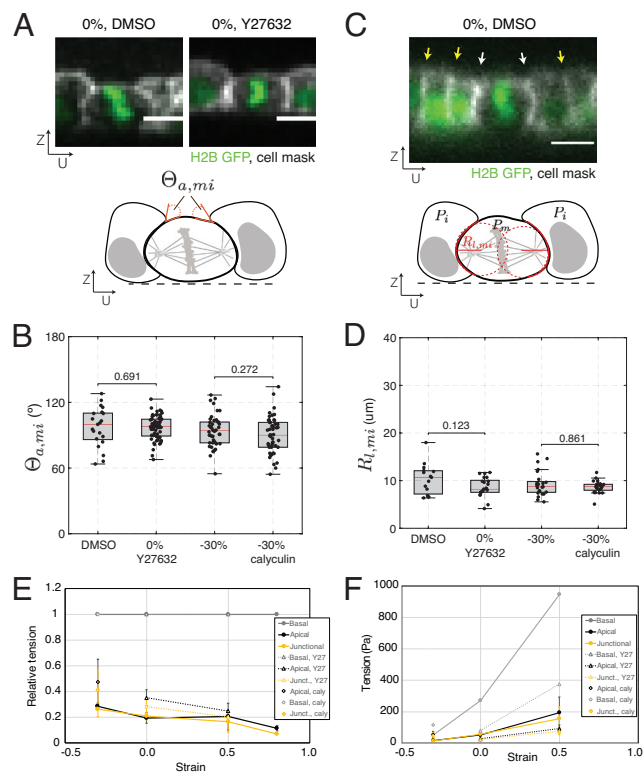 A
0%, DMSO
0%, Y27632
Z
U
H2B GFP, cell mask
Θa,mi
Z
U
C
0%, DMSO
Z
U
H2B GFP, cell mask
Pi
Pm
Pi
Rl,mi
Z
U
B
180
120
60
0
Θa,mi (º)
0.691
0.272
DMSO
0%
Y27632
-30%
-30%
calyculin
D
40
30
20
10
0
Rl,mi (um)
0.123
0.861
DMSO
0%
Y27632
-30%
-30%
calyculin
E
1.2
1
0.8
0.6
0.4
0.2
0
Relative tension
-0.5
0.0
0.5
1.0
Strain
Basal
Apical
Junctional
Basal, Y27
Apical, Y27
Junct., Y27
Apical, caly
Basal, caly
Junct., caly
F
1000
800
600
400
200
0
Tension (Pa)
-0.5
0.0
0.5
1.0
Strain
Basal
Apical
Junctional
Basal, Y27
Apical, Y27
Junct., Y27
Apical, caly
Basal, caly
Junct., caly